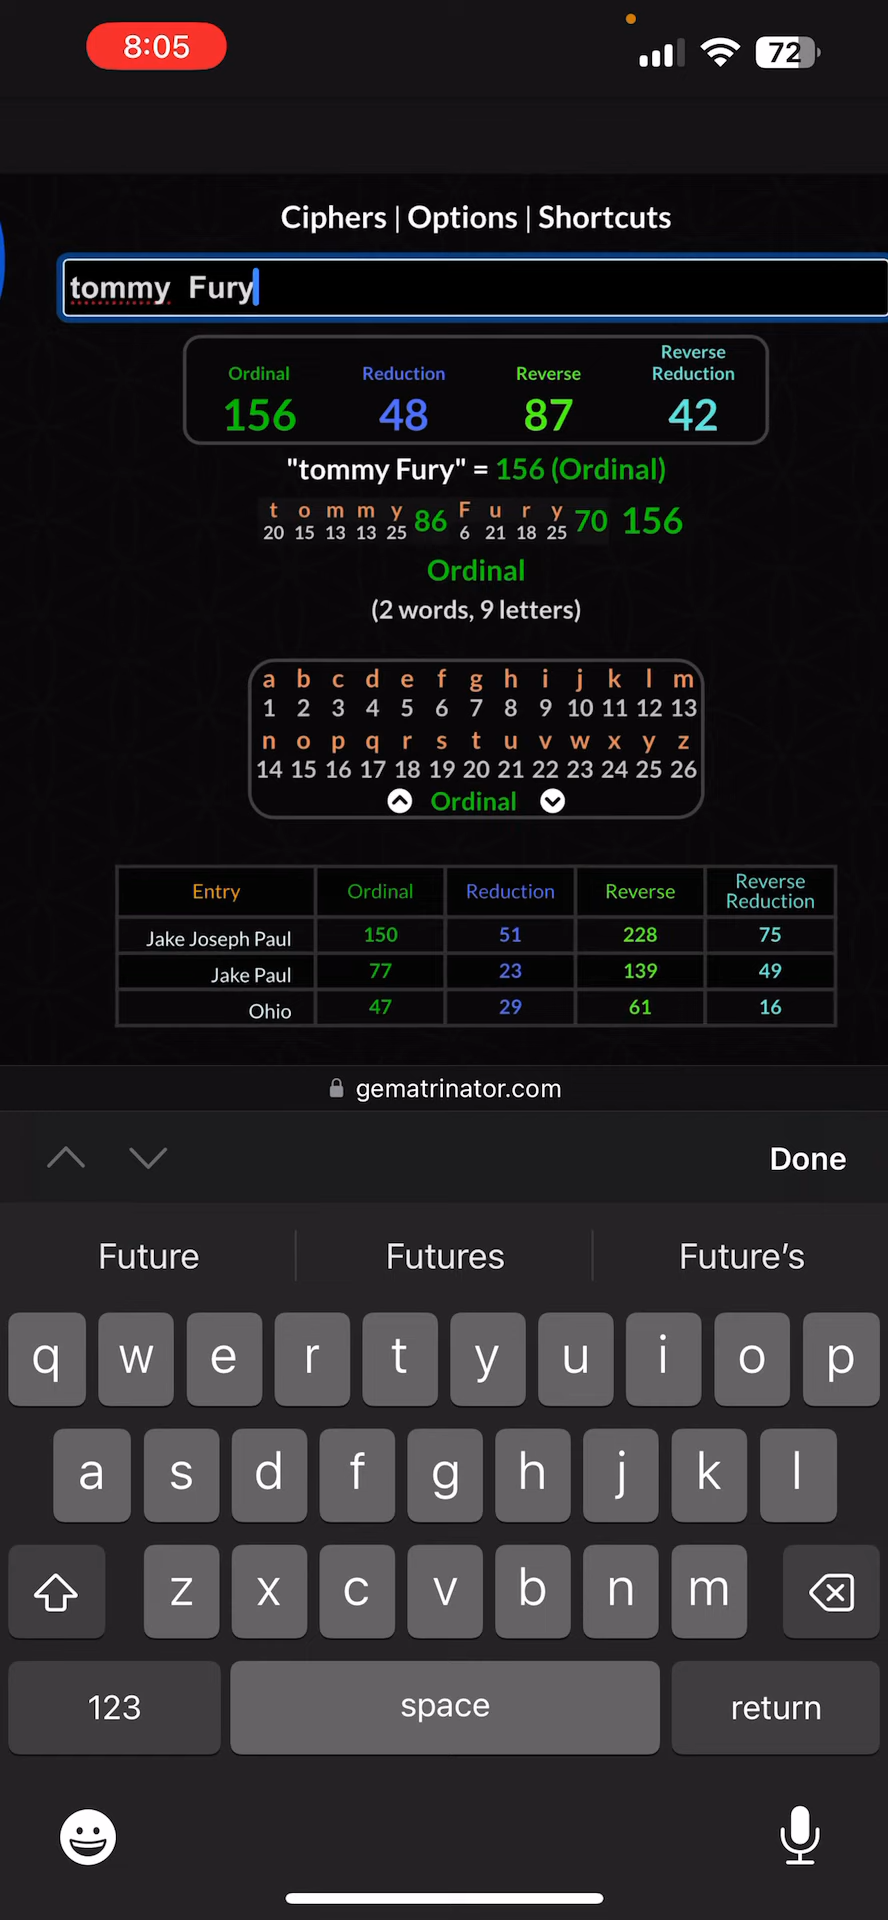 8:05
72
Ciphers | Options | Shortcuts
tommy  Fury
Ordinal Reduction Reverse Reverse Reduction
156 48 87 42
"tommy Fury" = 156 (Ordinal)
t o m m y 86 F u r y 70 156
20 15 13 13 25 6 21 18 25
Ordinal
(2 words, 9 letters)
a b c d e f g h i j k l m
1 2 3 4 5 6 7 8 9 10 11 12 13
n o p q r s t u v w x y z
14 15 16 17 18 19 20 21 22 23 24 25 26
Ordinal
Entry Ordinal Reduction Reverse Reverse Reduction
Jake Joseph Paul 150 51 228 75
Jake Paul 77 23 139 49
Ohio 47 29 61 16
gematrinator.com
Done
Future Futures Future's
q w e r t y u i o p
a s d f g h j k l
z x c v b n m
123 space return